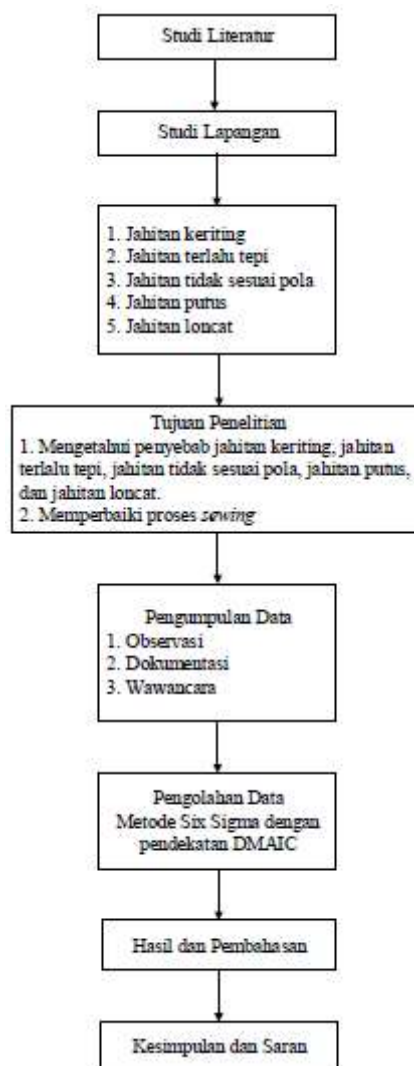 Studi Literatur
Studi Lapangan
1. Jahitan keriting
2. Jahitan terlalu tepi
3. Jahitan tidak sesuai pola
4. Jahitan putus
5. Jahitan loncat
Tujuan Penelitian
1. Mengetahui penyebab jahitan keriting, jahitan
terlalu tepi, jahitan tidak sesuai pola, jahitan putus,
dan jahitan loncat.
2. Memperbaiki proses sewing
Pengumpulan Data
1. Observasi
2. Dokumentasi
3. Wawancara
Pengolahan Data
Metode Six Sigma dengan
pendekatan DMAIC
Hasil dan Pembahasan
Kesimpulan dan Saran